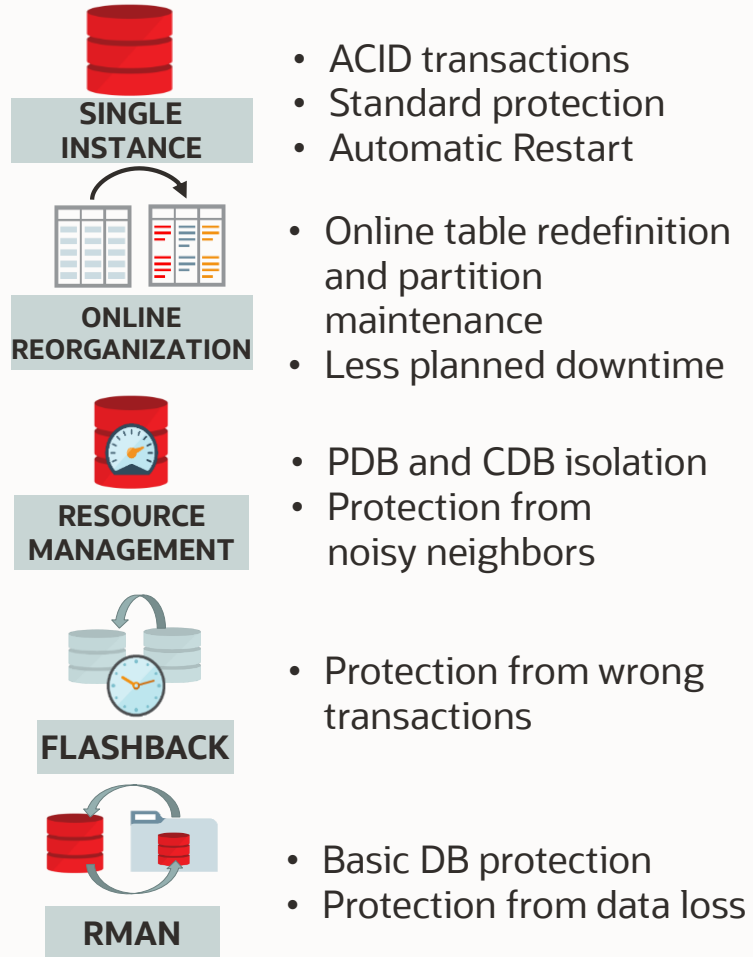 SINGLE
INSTANCE
• ACID transactions
• Standard protection
• Automatic Restart
ONLINE
REORGANIZATION
• Online table redefinition
and partition
maintenance
• Less planned downtime
RESOURCE
MANAGEMENT
• PDB and CDB isolation
• Protection from
noisy neighbors
FLASHBACK
• Protection from wrong
transactions
RMAN
• Basic DB protection
• Protection from data loss